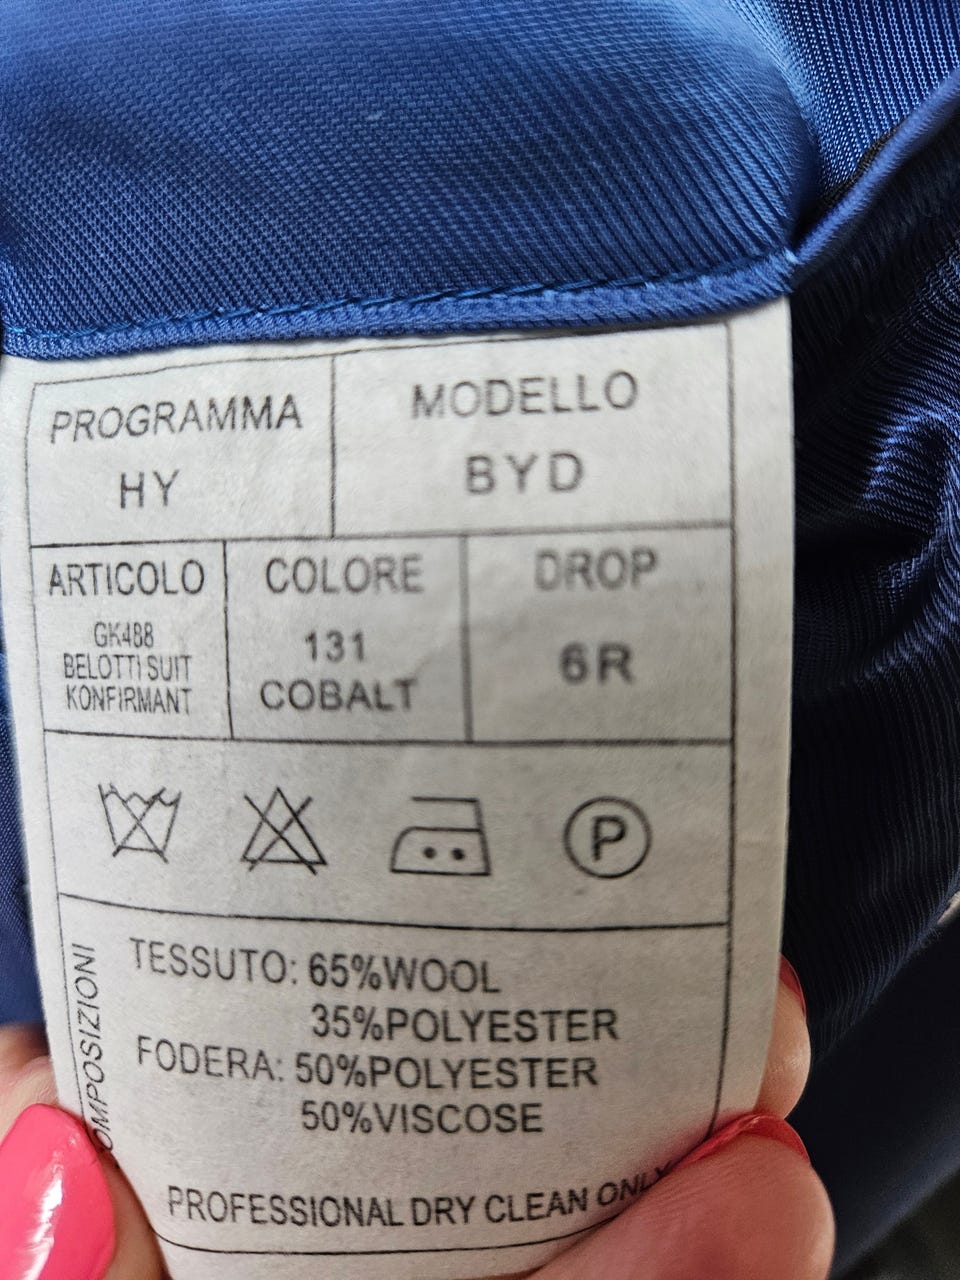 PROGRAMMA
HY
MODELLO
BYD
ARTICOLO
GK488
BELOTTI SUIT
KONFIRMANT
COLORE
131
COBALT
DROP
6R
P
OMPOSIZIONI
TESSUTO: 65%WOOL
35%POLYESTER
FODERA: 50%POLYESTER
50%VISCOSE
PROFESSIONAL DRY CLEAN ONLY